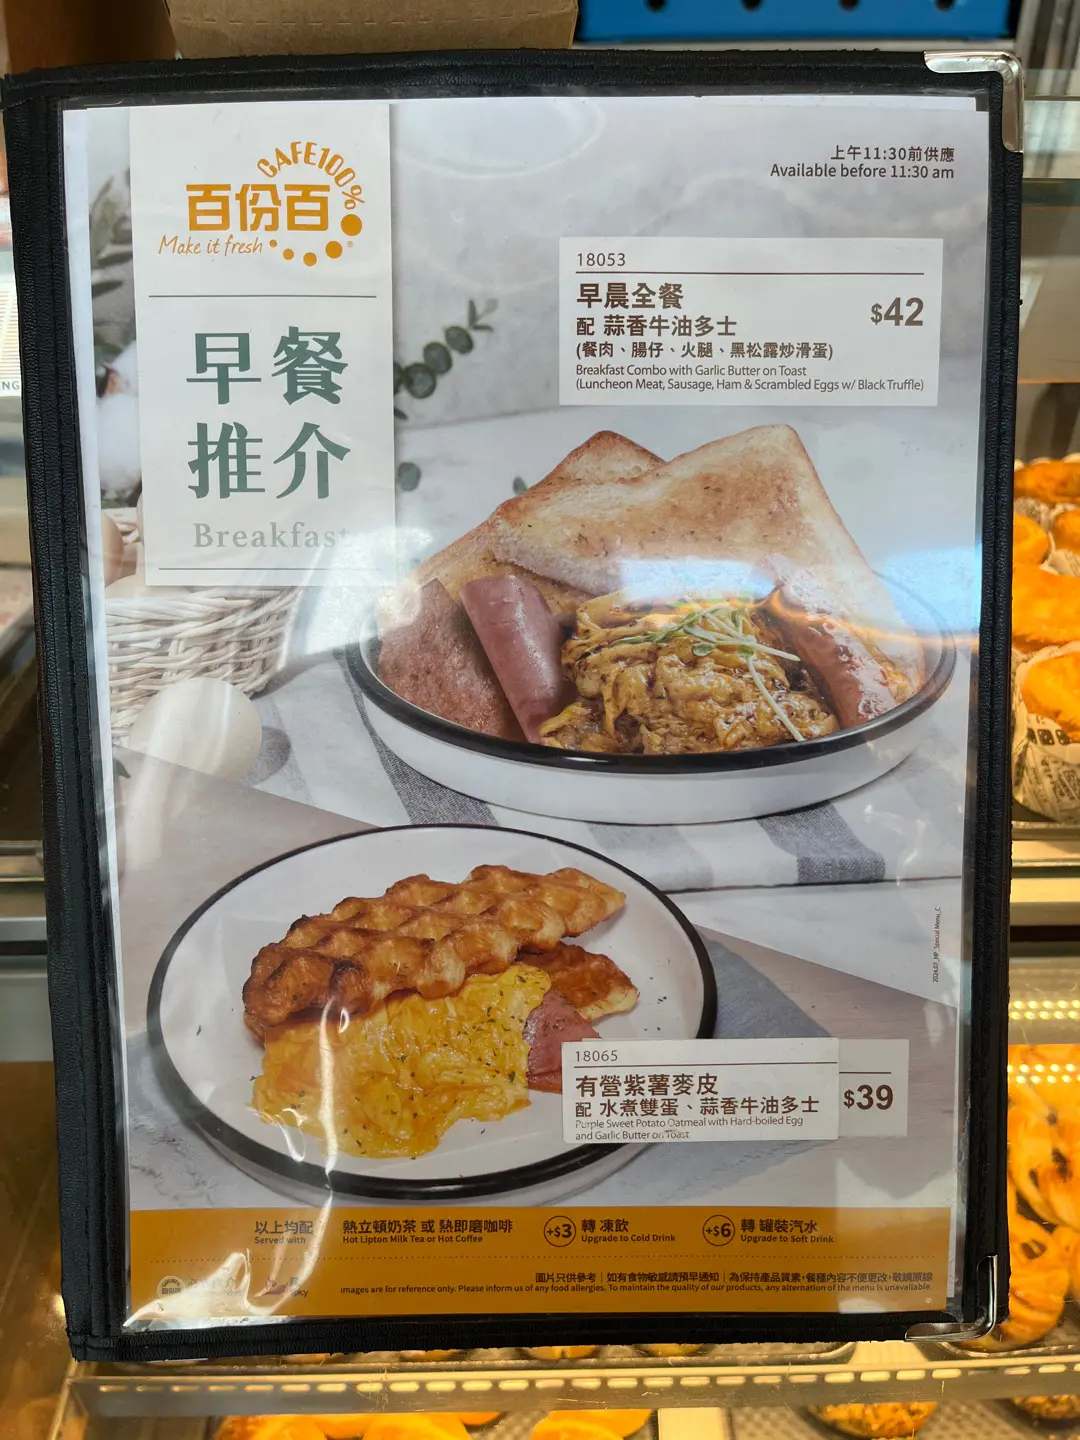 CAFE100%
百份百
Make it fresh
早餐
推介
Breakfast
上午11:30前供應
Available before 11:30 am
18053
早晨全餐
配 蒜香牛油多士
(餐肉、腸仔、火腿、黑松露炒滑蛋)
Breakfast Combo with Garlic Butter on Toast
(Luncheon Meat, Sausage, Ham & Scrambled Eggs w/ Black Truffle)
$42
2024.07_HP_Special Menu_C
18065
有營紫薯麥皮
配 水煮雙蛋、蒜香牛油多士
Purple Sweet Potato Oatmeal with Hard-boiled Egg
and Garlic Butter on Toast
$39
以上均配 熱立頓奶茶 或 熱即磨咖啡 +$3 轉 凍飲 +$6 轉 罐裝汽水
Served with Hot Lipton Milk Tea or Hot Coffee Upgrade to Cold Drink Upgrade to Soft Drink
圖片只供參考｜如有食物敏感請預早通知｜為保持產品質素，餐種內容不便更改，敬請原諒
Images are for reference only. Please inform us of any food allergies. To maintain the quality of our products, any alternation of the menu is unavailable.